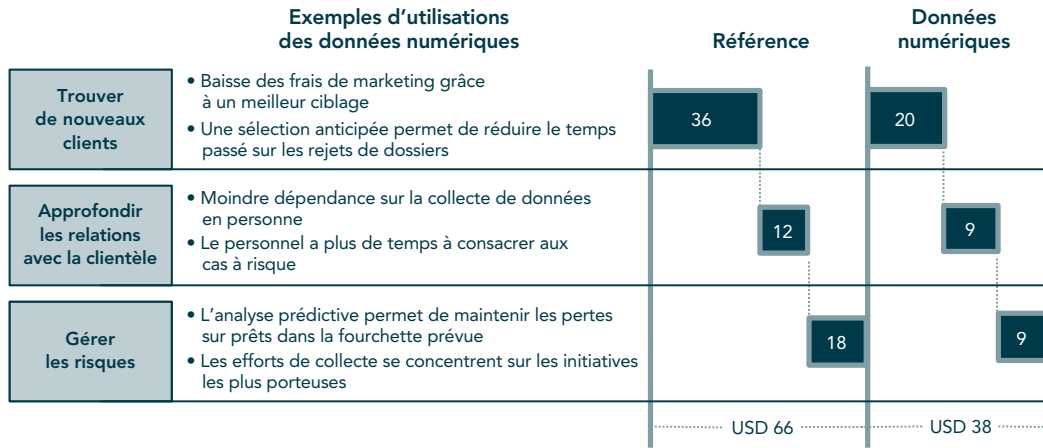 Exemples d’utilisations
des données numériques
Référence
Données
numériques
Trouver
de nouveaux
clients
• Baisse des frais de marketing grâce
à un meilleur ciblage
• Une sélection anticipée permet de réduire le temps
passé sur les rejets de dossiers
36
20
Approfondir
les relations
avec la clientèle
• Moindre dépendance sur la collecte de données
en personne
• Le personnel a plus de temps à consacrer aux
cas à risque
12
9
Gérer
les risques
• L’analyse prédictive permet de maintenir les pertes
sur prêts dans la fourchette prévue
• Les efforts de collecte se concentrent sur les initiatives
les plus porteuses
18
9
USD 66
USD 38